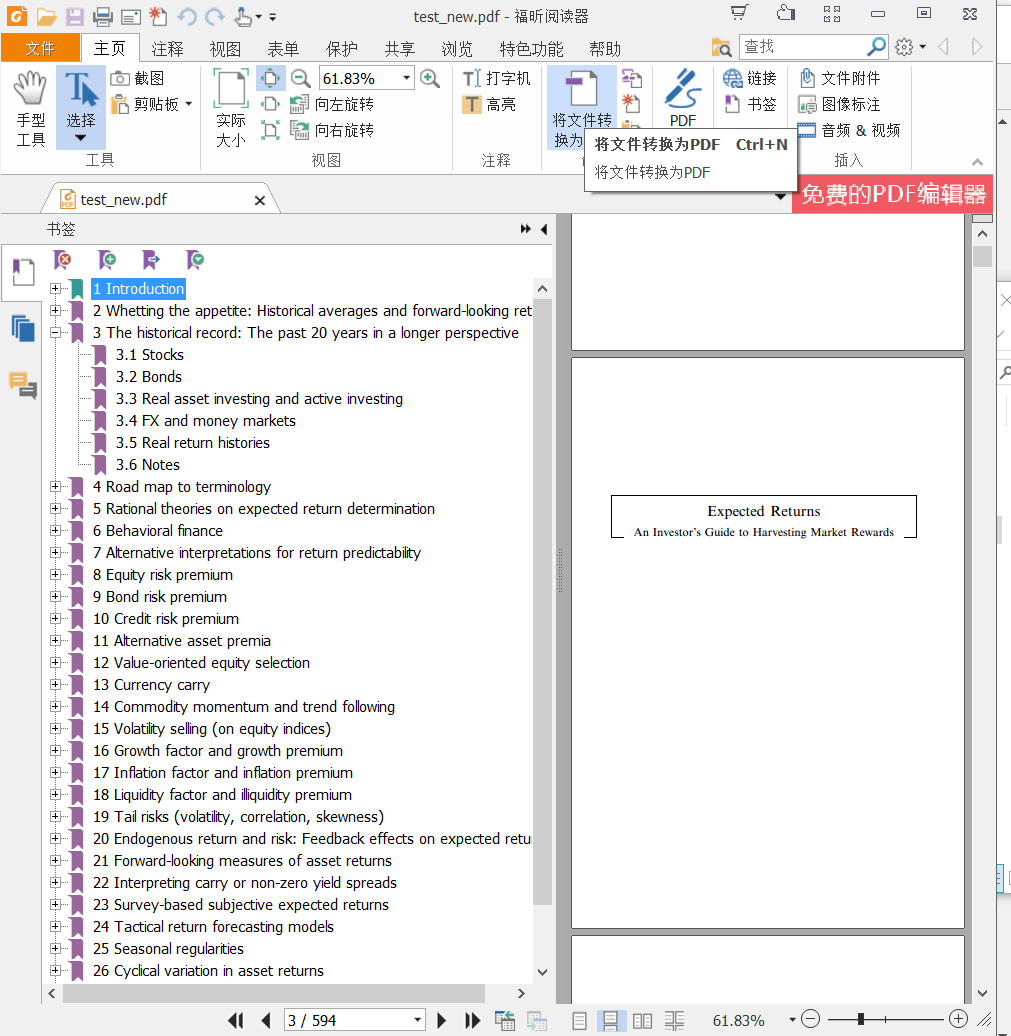 test_new.pdf - 福昕阅读器
文件 主页 注释 视图 表单 保护 共享 浏览 特色功能 帮助 查找
手型
工具
选择
截图
剪贴板
工具
实际
大小
61.83%
向左旋转
向右旋转
视图
打字机
高亮
注释
将文件转
换为
PDF
链接
书签
文件附件
图像标注
音频 & 视频
插入
将文件转换为PDF Ctrl+N
将文件转换为PDF
test_new.pdf
免费的PDF编辑器
书签
1 Introduction
2 Whetting the appetite: Historical averages and forward-looking ret
3 The historical record: The past 20 years in a longer perspective
3.1 Stocks
3.2 Bonds
3.3 Real asset investing and active investing
3.4 FX and money markets
3.5 Real return histories
3.6 Notes
4 Road map to terminology
5 Rational theories on expected return determination
6 Behavioral finance
7 Alternative interpretations for return predictability
8 Equity risk premium
9 Bond risk premium
10 Credit risk premium
11 Alternative asset premia
12 Value-oriented equity selection
13 Currency carry
14 Commodity momentum and trend following
15 Volatility selling (on equity indices)
16 Growth factor and growth premium
17 Inflation factor and inflation premium
18 Liquidity factor and illiquidity premium
19 Tail risks (volatility, correlation, skewness)
20 Endogenous return and risk: Feedback effects on expected retu
21 Forward-looking measures of asset returns
22 Interpreting carry or non-zero yield spreads
23 Survey-based subjective expected returns
24 Tactical return forecasting models
25 Seasonal regularities
26 Cyclical variation in asset returns
Expected Returns
An Investor's Guide to Harvesting Market Rewards
3 / 594
61.83%